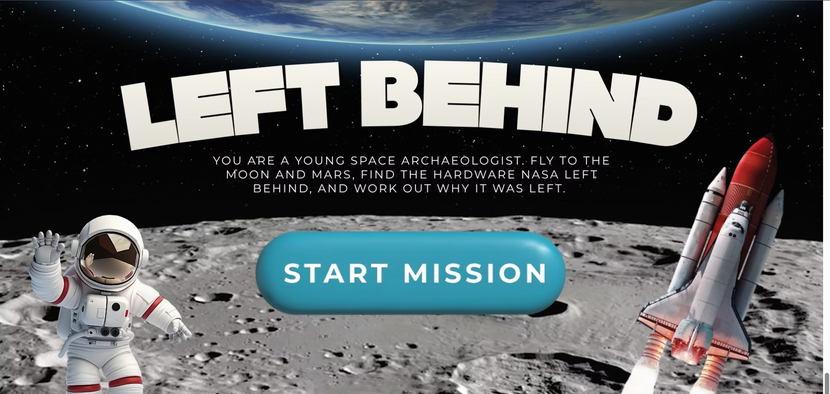 LEFT BEHIND
YOU ARE A YOUNG SPACE ARCHAEOLOGIST. FLY TO THE
MOON AND MARS, FIND THE HARDWARE NASA LEFT
BEHIND, AND WORK OUT WHY IT WAS LEFT.
START MISSION